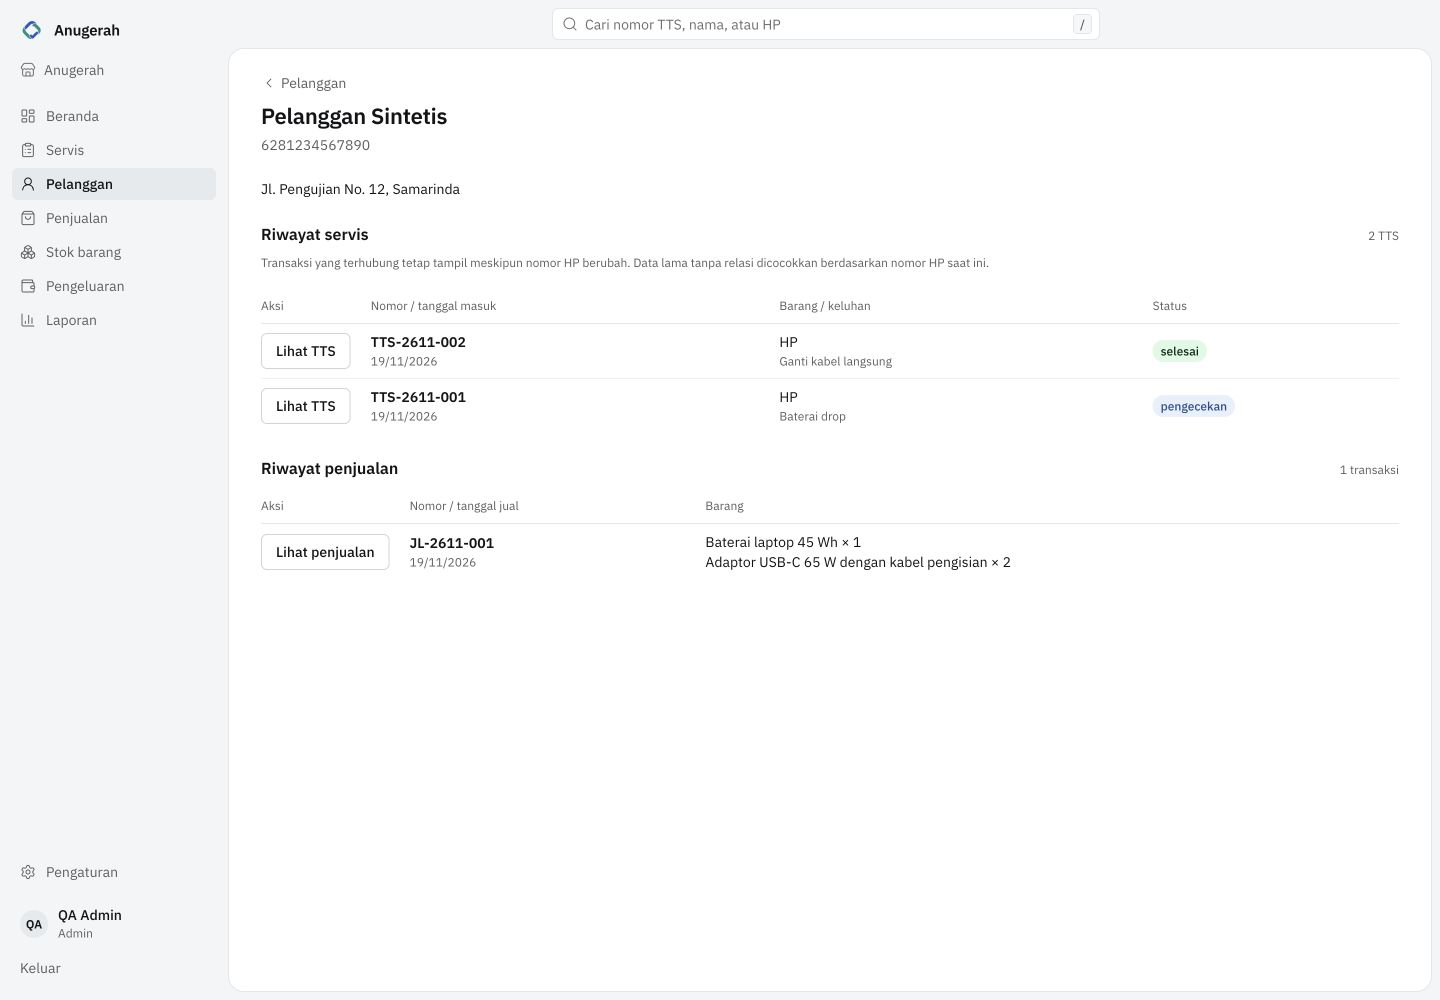 Anugerah
Cari nomor TTS, nama, atau HP
/
Anugerah
Beranda
Servis
Pelanggan
Penjualan
Stok barang
Pengeluaran
Laporan
Pengaturan
QA
QA Admin
Admin
Keluar
Pelanggan
Pelanggan Sintetis
6281234567890
Jl. Pengujian No. 12, Samarinda
Riwayat servis
2 TTS
Transaksi yang terhubung tetap tampil meskipun nomor HP berubah. Data lama tanpa relasi dicocokkan berdasarkan nomor HP saat ini.
Aksi Nomor / tanggal masuk Barang / keluhan Status
Lihat TTS TTS-2611-002 HP selesai
19/11/2026 Ganti kabel langsung
Lihat TTS TTS-2611-001 HP pengecekan
19/11/2026 Baterai drop
Riwayat penjualan
1 transaksi
Aksi Nomor / tanggal jual Barang
Lihat penjualan JL-2611-001 Baterai laptop 45 Wh × 1
19/11/2026 Adaptor USB-C 65 W dengan kabel pengisian × 2